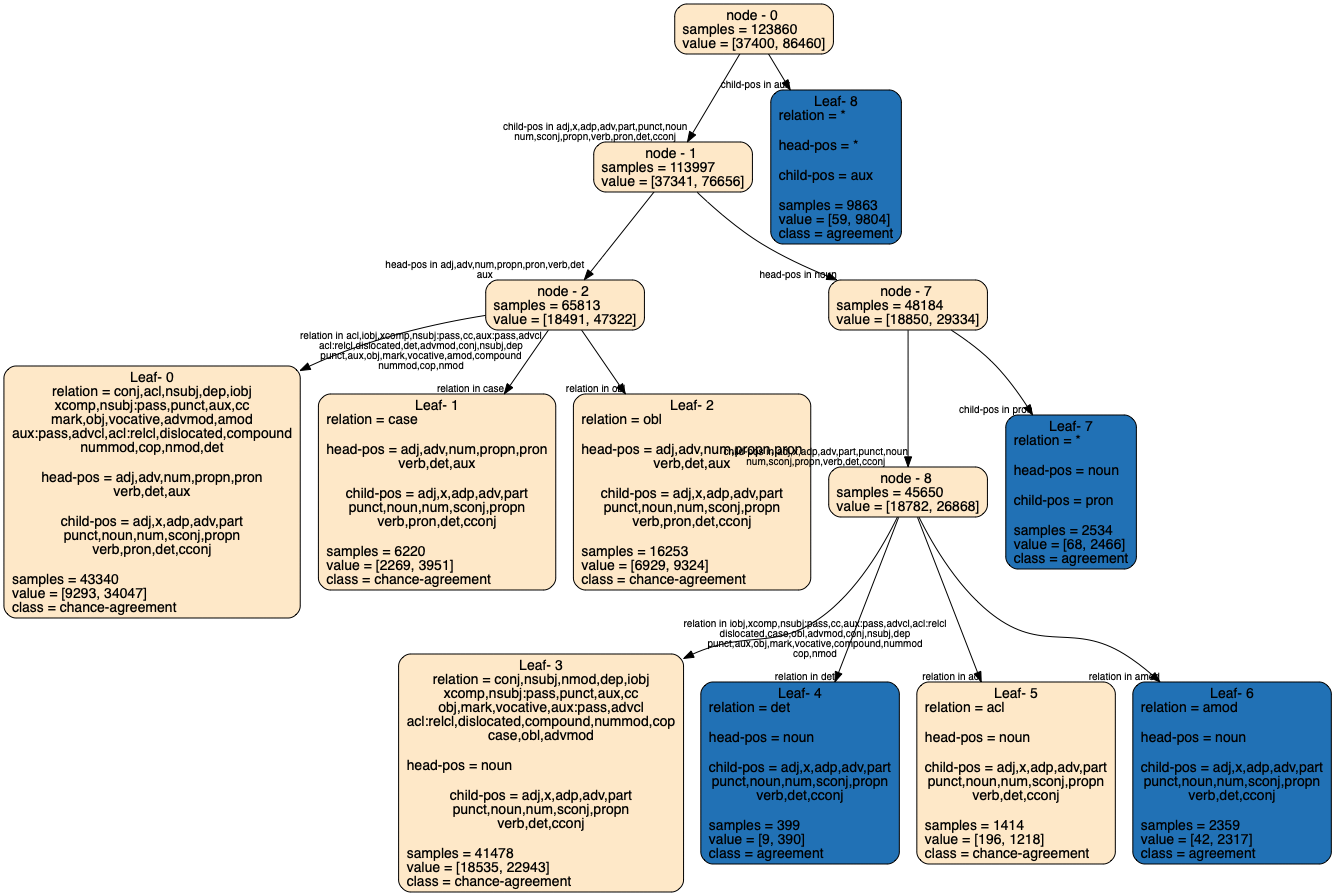 node - 0
samples = 123860
value = [37400, 86460]
child-pos in aux
Leaf- 8
relation = *
head-pos = *
child-pos = aux
samples = 9863
value = [59, 9804]
class = agreement
child-pos in adj,x,adp,adv,part,punct,noun
num,sconj,propn,verb,pron,det,cconj
node - 1
samples = 113997
value = [37341, 76656]
head-pos in adj,adv,num,propn,pron,verb,det
aux
head-pos in noun
node - 2
samples = 65813
value = [18491, 47322]
node - 7
samples = 48184
value = [18850, 29334]
relation in acl,iobj,xcomp,nsubj:pass,cc,aux:pass,advcl
acl:relcl,dislocated,det,advmod,conj,nsubj,dep
punct,aux,obj,mark,vocative,amod,compound
nummod,cop,nmod
Leaf- 0
relation = conj,acl,nsubj,dep,iobj
xcomp,nsubj:pass,punct,aux,cc
mark,obj,vocative,advmod,amod
aux:pass,advcl,acl:relcl,dislocated,compound
nummod,cop,nmod,det
head-pos = adj,adv,num,propn,pron
verb,det,aux
child-pos = adj,x,adp,adv,part
punct,noun,num,sconj,propn
verb,pron,det,cconj
samples = 43340
value = [9293, 34047]
class = chance-agreement
relation in case
Leaf- 1
relation = case
head-pos = adj,adv,num,propn,pron
verb,det,aux
child-pos = adj,x,adp,adv,part
punct,noun,num,sconj,propn
verb,pron,det,cconj
samples = 6220
value = [2269, 3951]
class = chance-agreement
relation in obl
Leaf- 2
relation = obl
head-pos = adj,adv,num,propn,pron
verb,det,aux
child-pos = adj,x,adp,adv,part
punct,noun,num,sconj,propn
verb,pron,det,cconj
samples = 16253
value = [6929, 9324]
class = chance-agreement
child-pos in adj,x,adp,adv,part,punct,noun
num,sconj,propn,verb,det,cconj
node - 8
samples = 45650
value = [18782, 26868]
child-pos in pron
Leaf- 7
relation = *
head-pos = noun
child-pos = pron
samples = 2534
value = [68, 2466]
class = agreement
relation in iobj,xcomp,nsubj:pass,cc,aux:pass,advcl,acl:relcl
dislocated,case,obl,advmod,conj,nsubj,dep
punct,aux,obj,mark,vocative,compound,nummod
cop,nmod
Leaf- 3
relation = conj,nsubj,nmod,dep,iobj
xcomp,nsubj:pass,punct,aux,cc
obj,mark,vocative,aux:pass,advcl
acl:relcl,dislocated,compound,nummod,cop
case,obl,advmod
head-pos = noun
child-pos = adj,x,adp,adv,part
punct,noun,num,sconj,propn
verb,det,cconj
samples = 41478
value = [18535, 22943]
class = chance-agreement
relation in det
Leaf- 4
relation = det
head-pos = noun
child-pos = adj,x,adp,adv,part
punct,noun,num,sconj,propn
verb,det,cconj
samples = 399
value = [9, 390]
class = agreement
relation in acl
Leaf- 5
relation = acl
head-pos = noun
child-pos = adj,x,adp,adv,part
punct,noun,num,sconj,propn
verb,det,cconj
samples = 1414
value = [196, 1218]
class = chance-agreement
relation in amod
Leaf- 6
relation = amod
head-pos = noun
child-pos = adj,x,adp,adv,part
punct,noun,num,sconj,propn
verb,det,cconj
samples = 2359
value = [42, 2317]
class = agreement